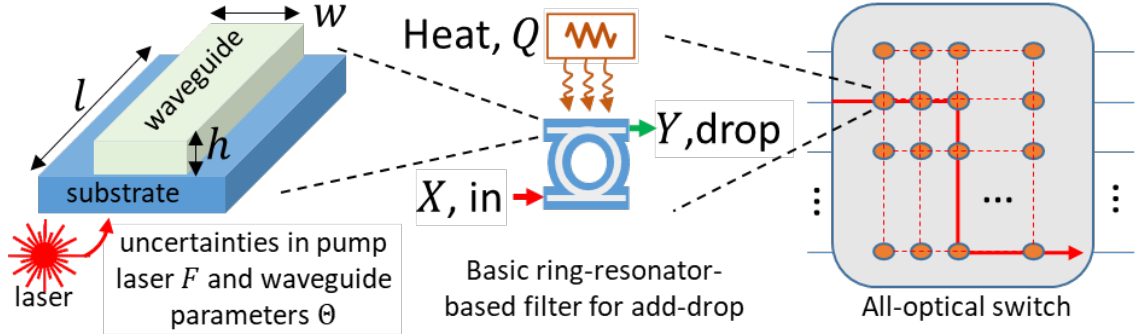 w
Heat, Q
l
waveguide
h
Y,drop
substrate
X, in
...
⋮
⋮
laser
uncertainties in pump
laser F and waveguide
parameters Θ
Basic ring-resonator-
based filter for add-drop
All-optical switch